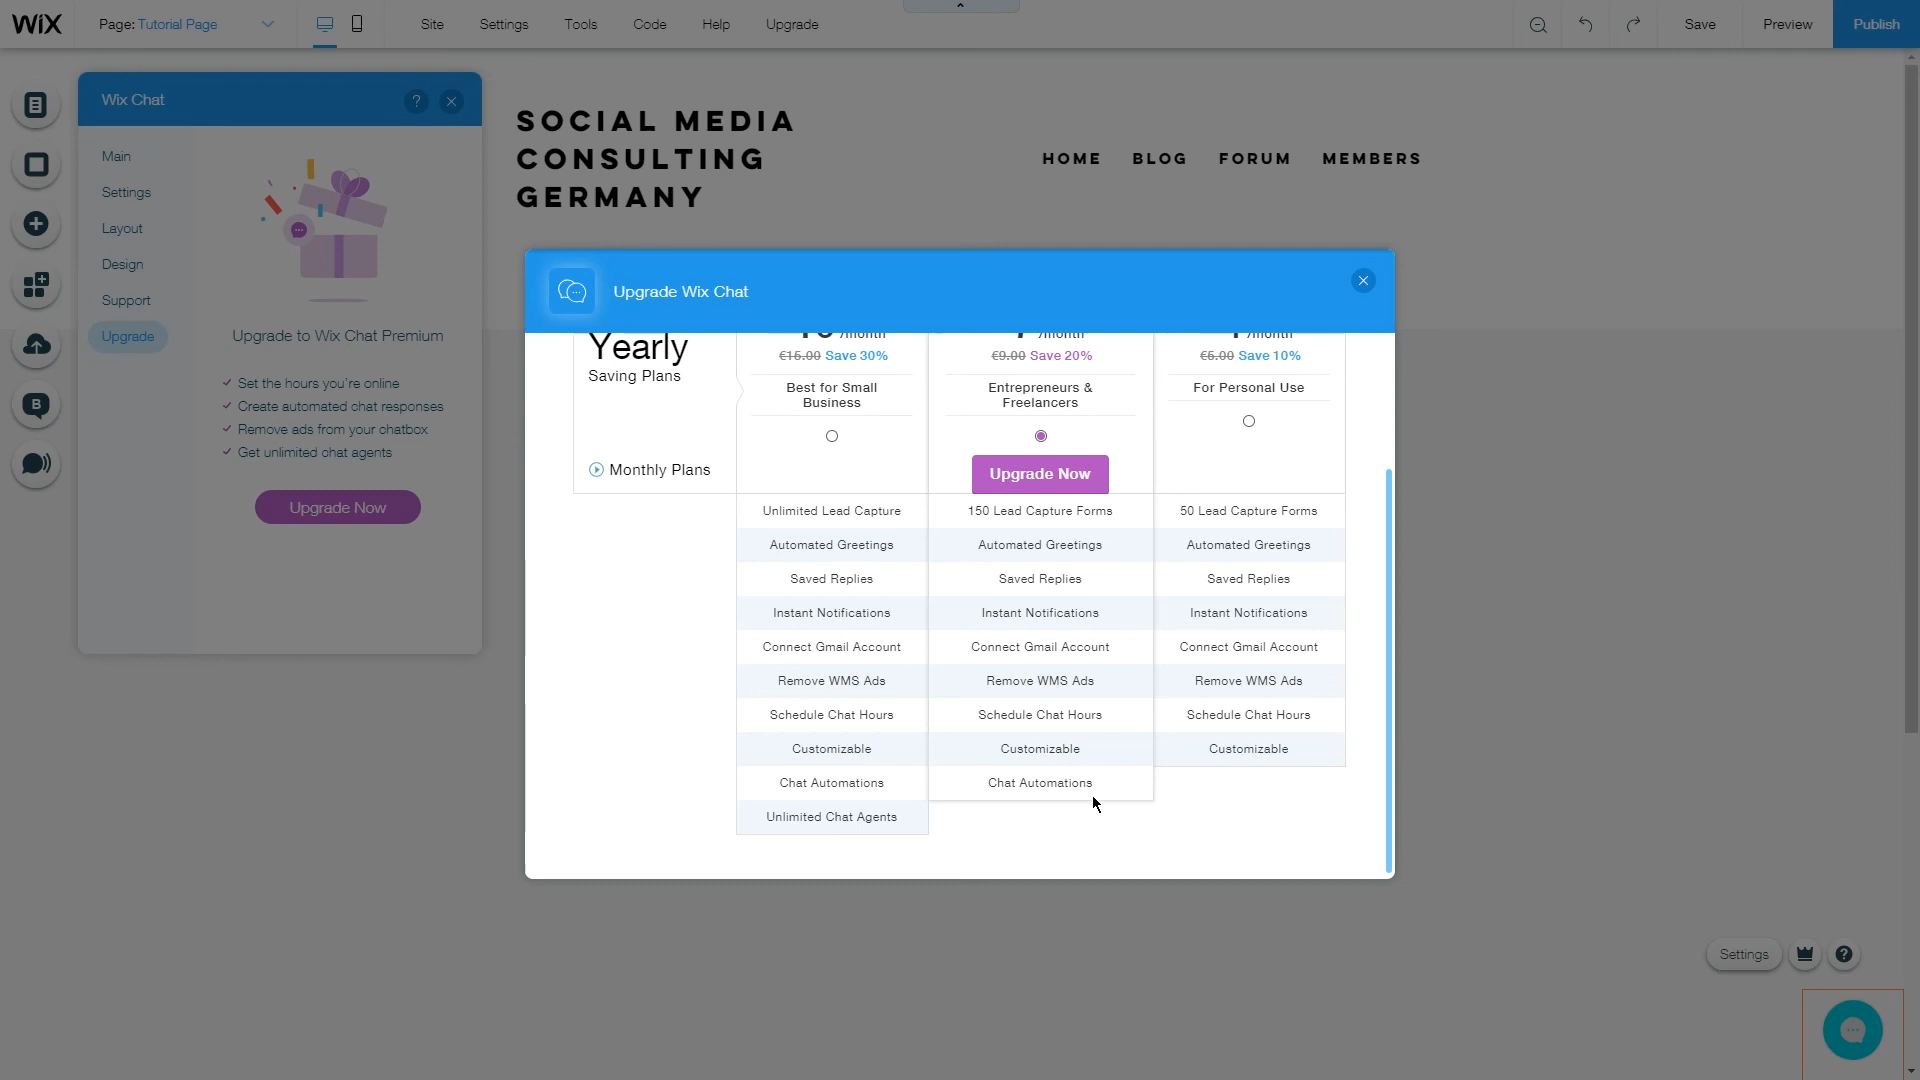 WiX
Page: Tutorial Page
Site
Settings
Tools
Code
Help
Upgrade
Save
Preview
Publish
Wix Chat
?
Main
Settings
Layout
Design
Support
Upgrade
Upgrade to Wix Chat Premium
Set the hours you're online
Create automated chat responses
Remove ads from your chatbox
Get unlimited chat agents
Upgrade Now
SOCIAL MEDIA
CONSULTING
GERMANY
HOME BLOG FORUM MEMBERS
Upgrade Wix Chat
Yearly
Saving Plans
Monthly Plans
/month
€15.00 Save 30%
Best for Small
Business
Unlimited Lead Capture
Automated Greetings
Saved Replies
Instant Notifications
Connect Gmail Account
Remove WMS Ads
Schedule Chat Hours
Customizable
Chat Automations
Unlimited Chat Agents
/month
€9.00 Save 20%
Entrepreneurs &
Freelancers
Upgrade Now
150 Lead Capture Forms
Automated Greetings
Saved Replies
Instant Notifications
Connect Gmail Account
Remove WMS Ads
Schedule Chat Hours
Customizable
Chat Automations
/month
€5.00 Save 10%
For Personal Use
50 Lead Capture Forms
Automated Greetings
Saved Replies
Instant Notifications
Connect Gmail Account
Remove WMS Ads
Schedule Chat Hours
Customizable
Settings
?
B